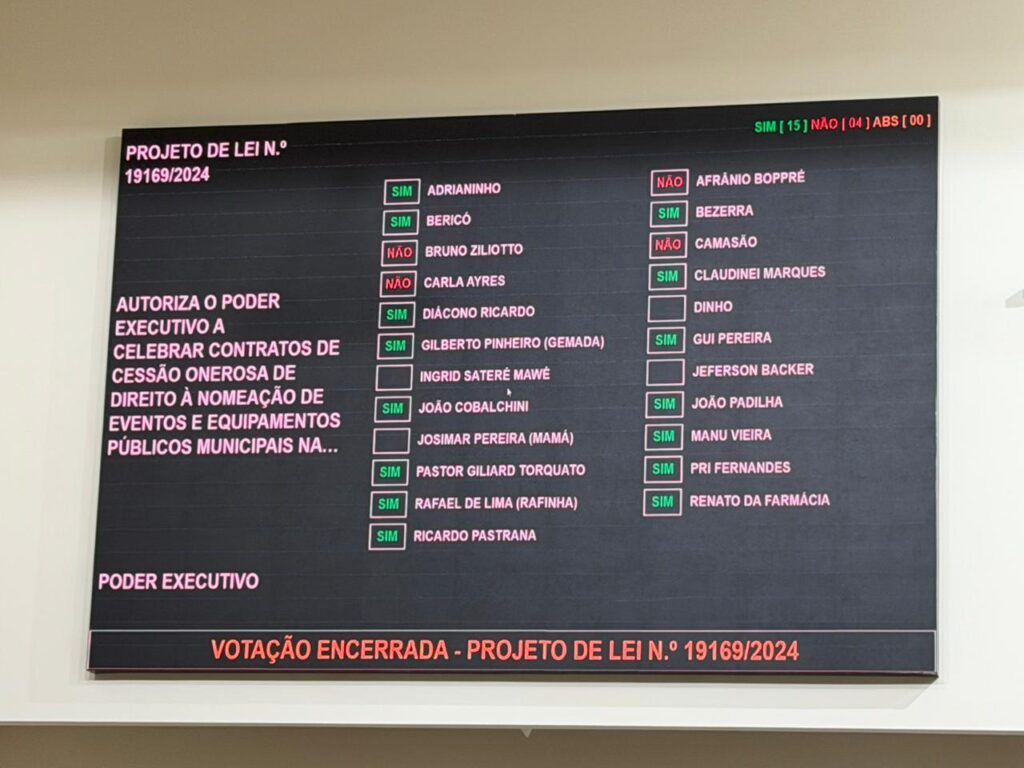 PROJETO DE LEI N.º
19169/2024
SIM [ 15 ] NÃO [ 04 ] ABS [ 00 ]
AUTORIZA O PODER
EXECUTIVO A
CELEBRAR CONTRATOS DE
CESSÃO ONEROSA DE
DIREITO À NOMEAÇÃO DE
EVENTOS E EQUIPAMENTOS
PÚBLICOS MUNICIPAIS NA...
PODER EXECUTIVO
SIM ADRIANINHO
SIM BERICÓ
NÃO BRUNO ZILIOTTO
NÃO CARLA AYRES
SIM DIÁCONO RICARDO
SIM GILBERTO PINHEIRO (GEMADA)
INGRID SATERÉ MAWÉ
SIM JOÃO COBALCHINI
JOSIMAR PEREIRA (MAMÁ)
SIM PASTOR GILIARD TORQUATO
SIM RAFAEL DE LIMA (RAFINHA)
SIM RICARDO PASTRANA
NÃO AFRÂNIO BOPPRÉ
SIM BEZERRA
NÃO CAMASÃO
SIM CLAUDINEI MARQUES
DINHO
SIM GUI PEREIRA
JEFERSON BACKER
SIM JOÃO PADILHA
SIM MANU VIEIRA
SIM PRI FERNANDES
SIM RENATO DA FARMÁCIA
VOTAÇÃO ENCERRADA - PROJETO DE LEI N.º 19169/2024